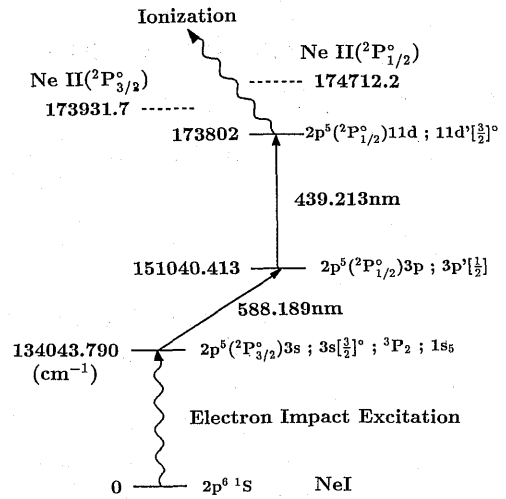 Ionization
Ne II(²P°₁/₂)
174712.2
Ne II(²P°₃/₂)
173931.7
173802
2p⁵(²P°₁/₂)11d ; 11d'[3/2]°
439.213nm
151040.413
2p⁵(²P°₁/₂)3p ; 3p'[1/2]
588.189nm
134043.790
(cm⁻¹)
2p⁵(²P°₃/₂)3s ; 3s[3/2]° ; ³P₂ ; 1s₅
Electron Impact Excitation
0
2p⁶ ¹S
NeI